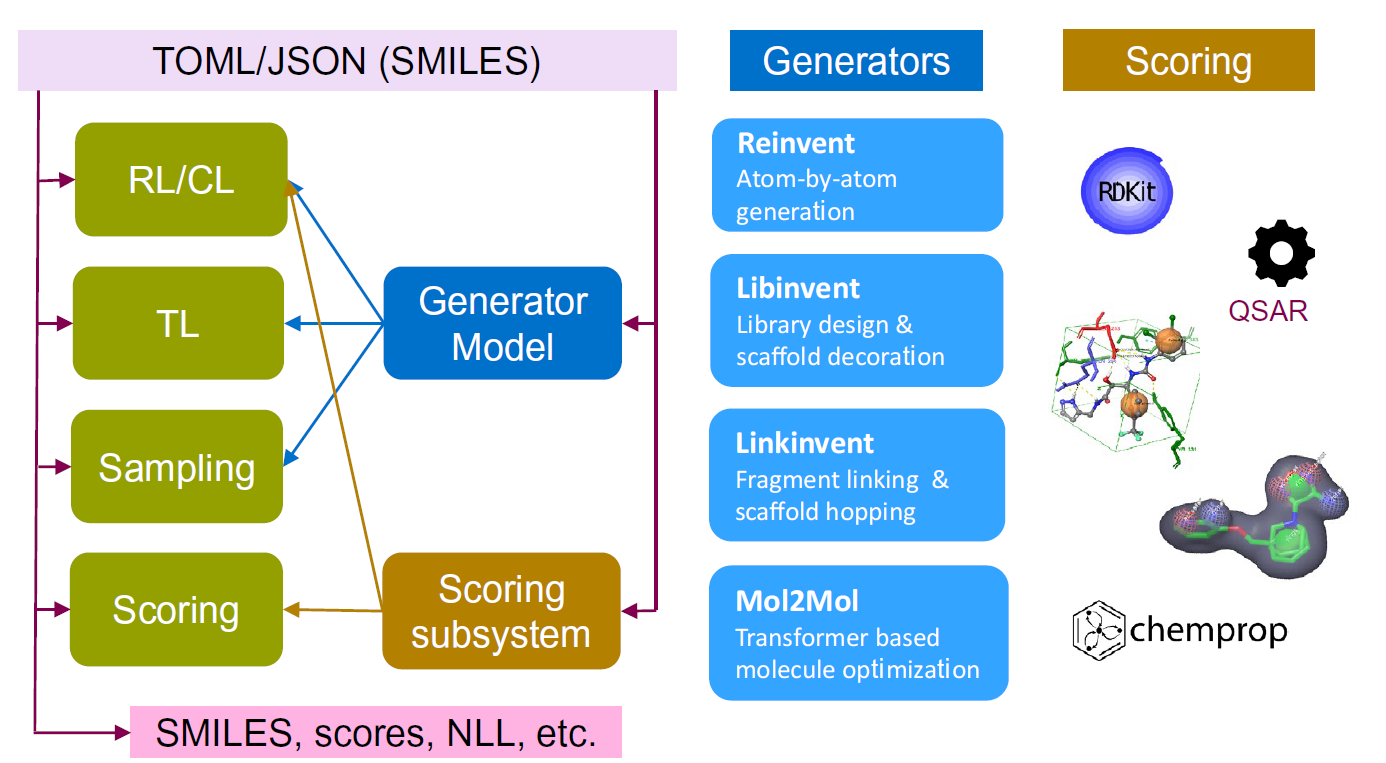 TOML/JSON (SMILES)
RL/CL
TL
Sampling
Scoring
Generator
Model
Scoring
subsystem
SMILES, scores, NLL, etc.
Generators
Reinvent
Atom-by-atom
generation
Libinvent
Library design &
scaffold decoration
Linkinvent
Fragment linking &
scaffold hopping
Mol2Mol
Transformer based
molecule optimization
Scoring
RDKit
QSAR
chemprop